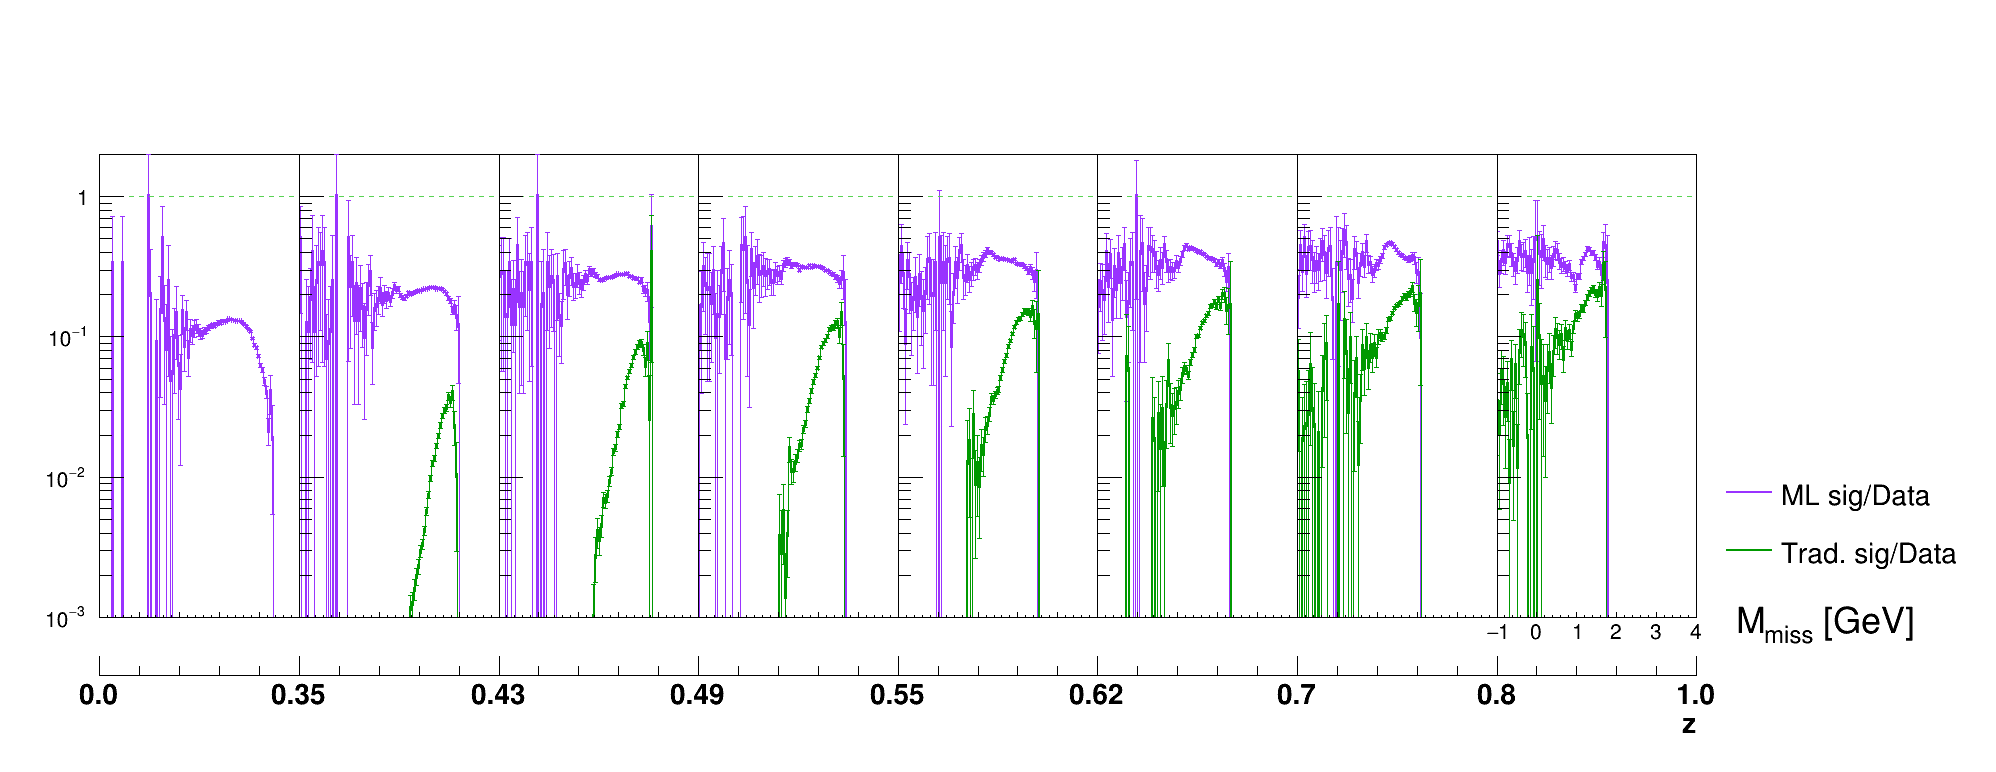 1
10⁻¹
10⁻²
10⁻³
ML sig/Data
Trad. sig/Data
M_miss [GeV]
−1 0 1 2 3 4
0.0 0.35 0.43 0.49 0.55 0.62 0.7 0.8 1.0
z